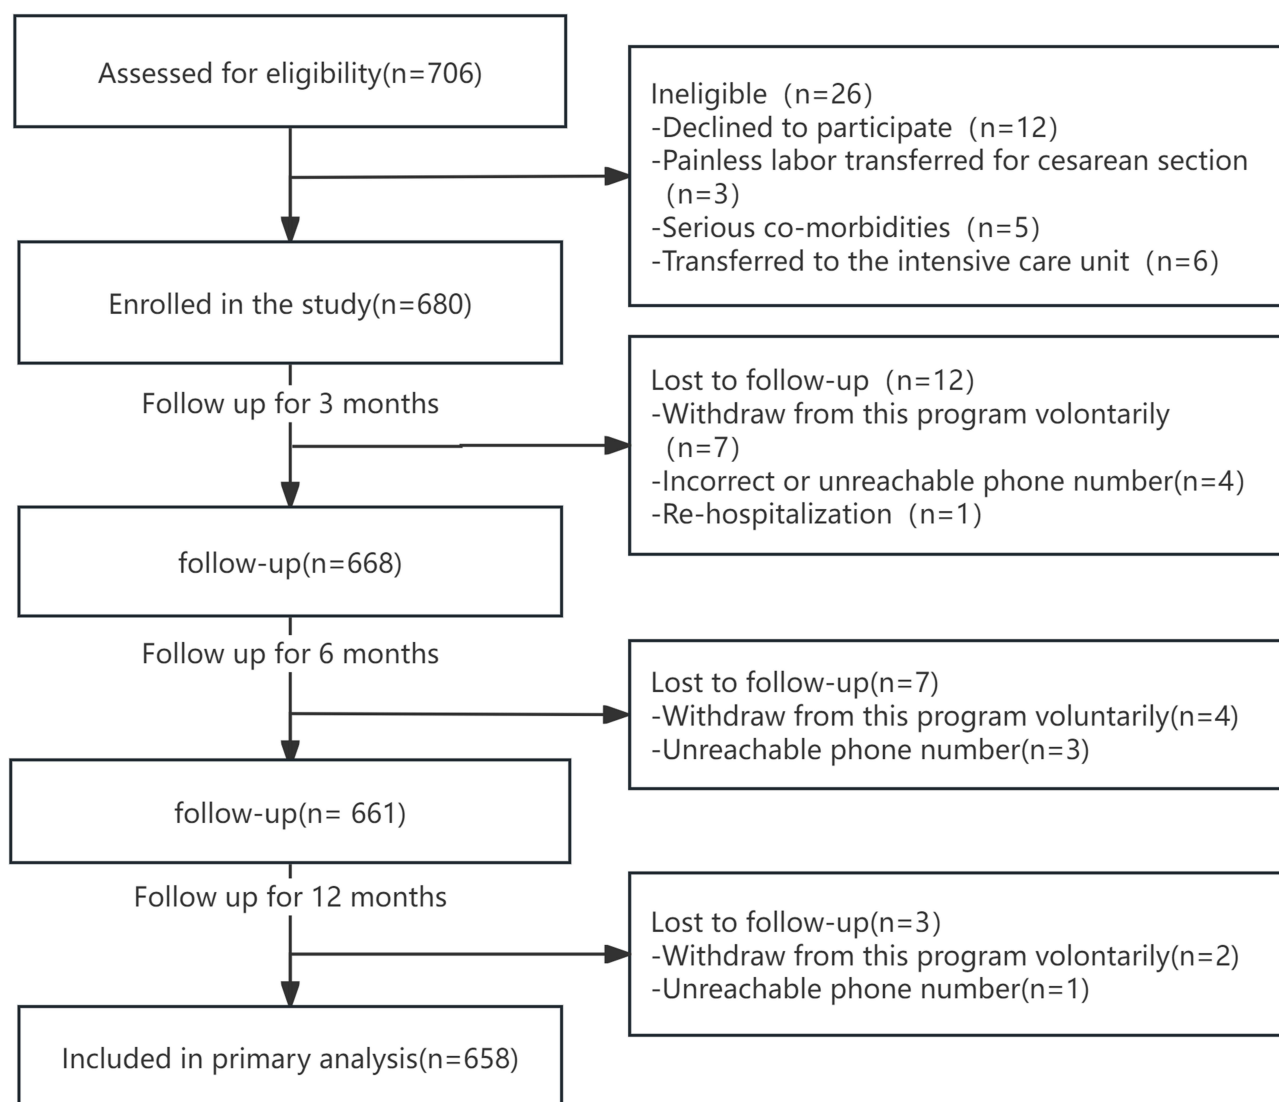 Assessed for eligibility(n=706)
Ineligible（n=26）
-Declined to participate（n=12）
-Painless labor transferred for cesarean section
（n=3）
-Serious co-morbidities（n=5）
-Transferred to the intensive care unit（n=6）
Enrolled in the study(n=680)
Follow up for 3 months
Lost to follow-up（n=12）
-Withdraw from this program volontarily
（n=7）
-Incorrect or unreachable phone number(n=4)
-Re-hospitalization（n=1）
follow-up(n=668)
Follow up for 6 months
Lost to follow-up(n=7)
-Withdraw from this program voluntarily(n=4)
-Unreachable phone number(n=3)
follow-up(n= 661)
Follow up for 12 months
Lost to follow-up(n=3)
-Withdraw from this program volontarily(n=2)
-Unreachable phone number(n=1)
Included in primary analysis(n=658)